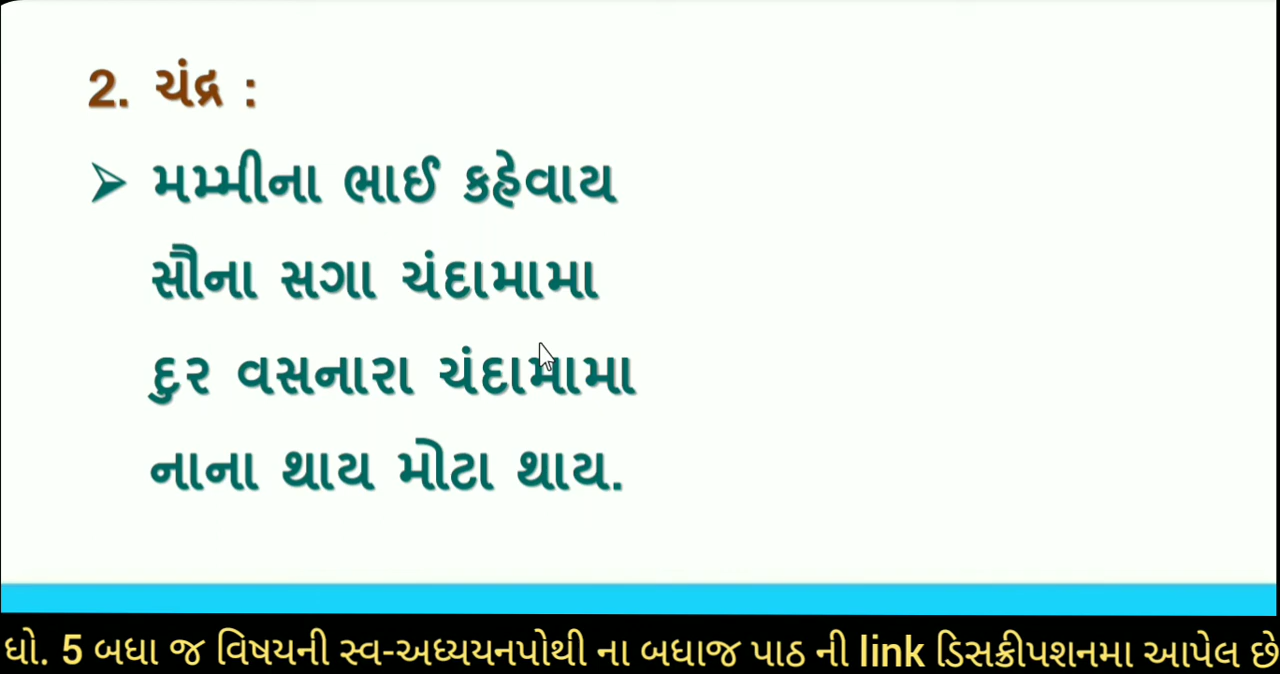 2. ચંદ્ર :
➢ મમ્મીના ભાઈ કહેવાય
સૌના સગા ચંદામામા
દુર વસનારા ચંદામામા
નાના થાય મોટા થાય.
ધો. 5 બધા જ વિષયની સ્વ-અધ્યયનપોથી ના બધાજ પાઠ ની link ડિસક્રીપશનમા આપેલ છે